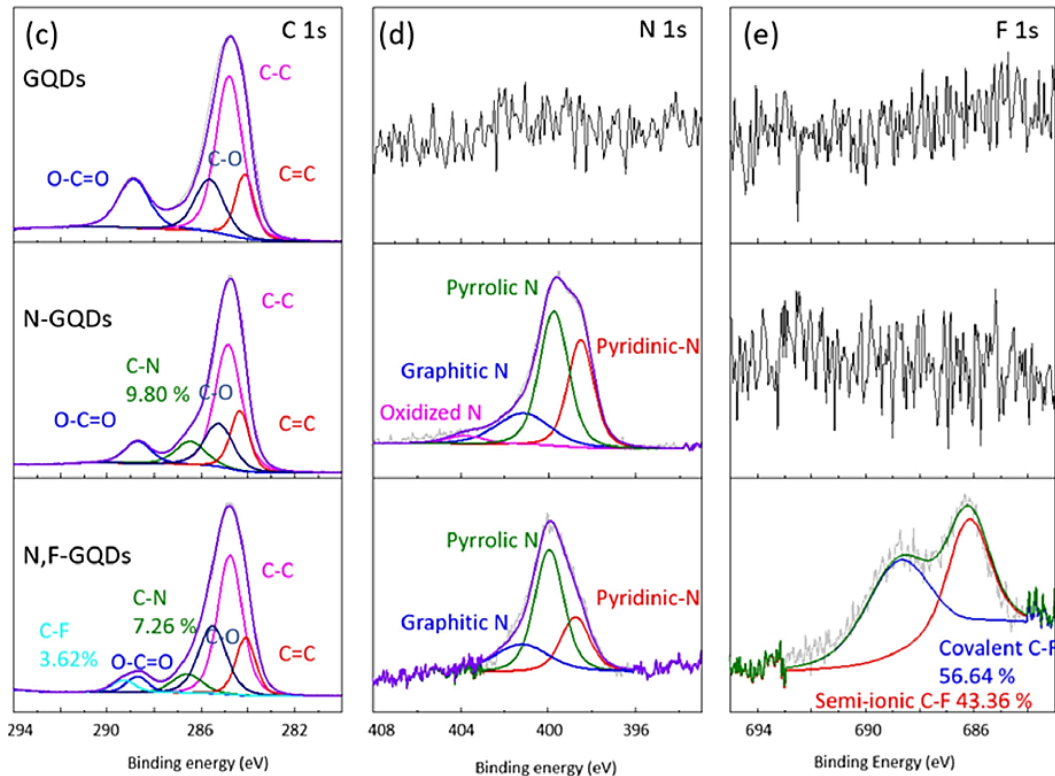 (c)
C 1s
GQDs
C-C
C-O
O-C=O
C=C
N-GQDs
C-C
C-N
9.80 %
C-O
O-C=O
C=C
N,F-GQDs
C-C
C-N
7.26 %
C-F
3.62%
C-O
O-C=O
C=C
294 290 286 282
Binding energy (eV)
(d)
N 1s
Pyrrolic N
Pyridinic-N
Graphitic N
Oxidized N
Pyrrolic N
Pyridinic-N
Graphitic N
408 404 400 396
Binding energy (eV)
(e)
F 1s
Covalent C-F
56.64 %
Semi-ionic C-F 43.36 %
694 690 686
Binding Energy (eV)